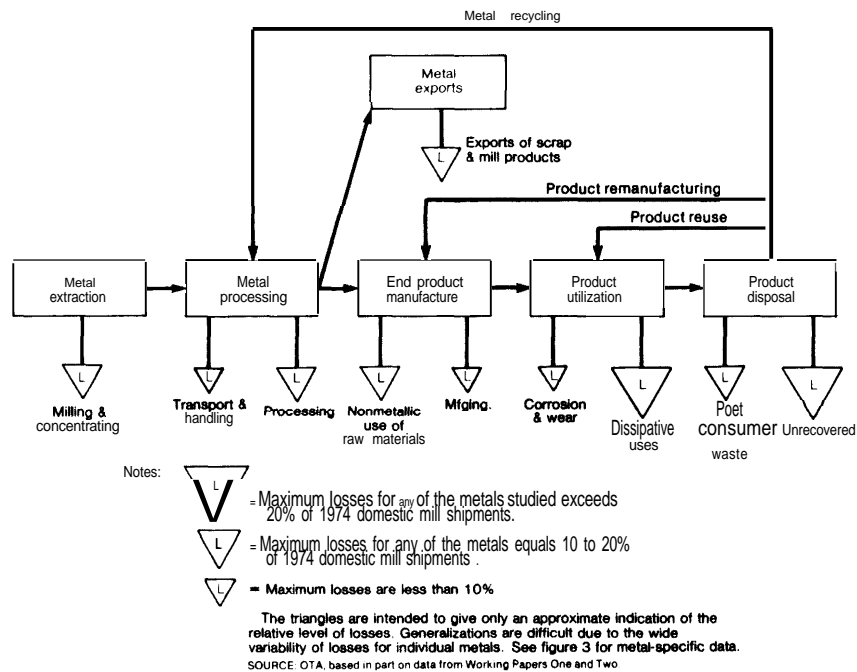 Metal recycling
Metal
exports
L
Exports of scrap
& mill products
Product remanufacturing
Product reuse
Metal
extraction
Metal
processing
End product
manufacture
Product
utilization
Product
disposal
L
L
L
L
L
L
L
L
L
Milling &
concentrating
Transport &
handling
Processing
Nonmetallic
use of
raw materials
Mfging.
Corrosion
& wear
Dissipative
uses
Poet
consumer
waste
Unrecovered
Notes:
L
= Maximum losses for any of the metals studied exceeds
20% of 1974 domestic mill shipments.
L
= Maximum losses for any of the metals equals 10 to 20%
of 1974 domestic mill shipments .
L
= Maximum losses are less than 10%
The triangles are intended to give only an approximate indication of the
relative level of losses. Generalizations are difficult due to the wide
variability of losses for individual metals. See figure 3 for metal-specific data.
SOURCE: OTA, based in part on data from Working Papers One and Two